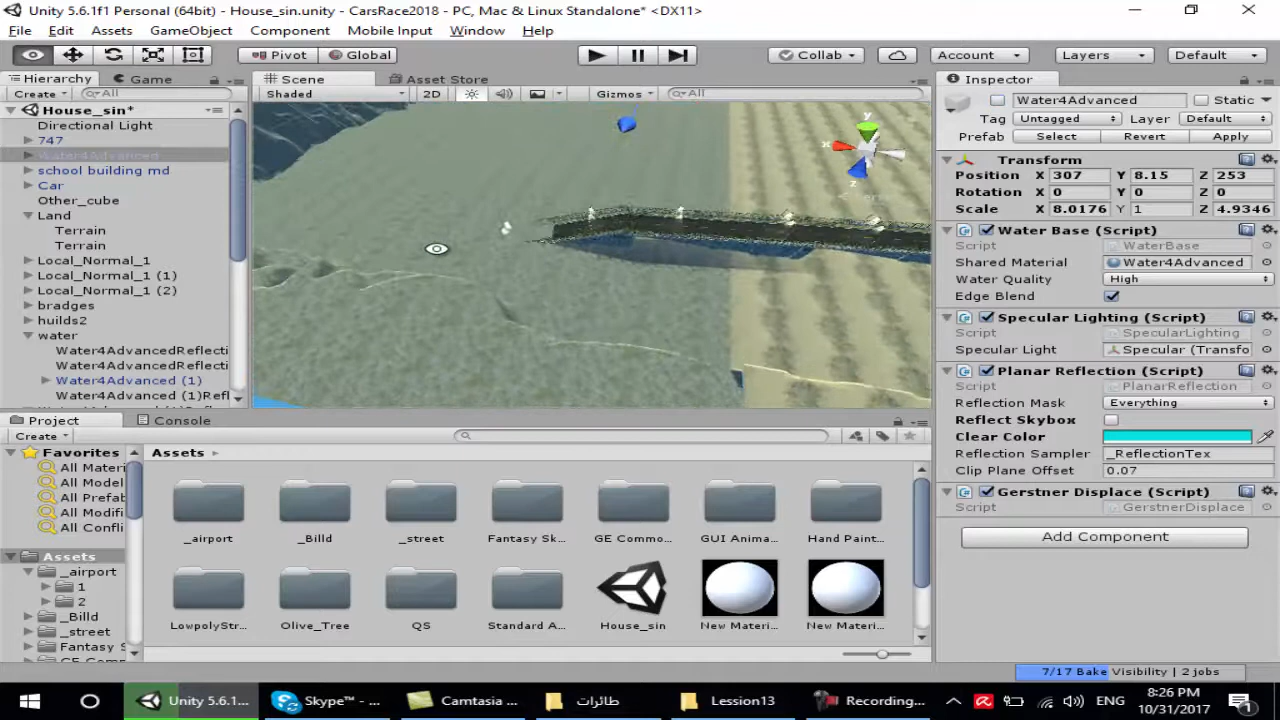 Unity 5.6.1f1 Personal (64bit) - House_sin.unity - CarsRace2018 - PC, Mac & Linux Standalone* <DX11>
File Edit Assets GameObject Component Mobile Input Window Help
Pivot Global Collab Account Layers Default
Hierarchy Game
Create All
House_sin*
Directional Light
747
Water4Advanced
school building md
Car
Other_cube
Land
Terrain
Terrain
Local_Normal_1
Local_Normal_1 (1)
Local_Normal_1 (2)
bradges
huilds2
water
Water4AdvancedReflecti
Water4AdvancedReflecti
Water4Advanced (1)
Water4Advanced (1)Refl
Scene Asset Store
Shaded 2D Gizmos All
y
x
z
Inspector
Water4Advanced Static
Tag Untagged Layer Default
Prefab Select Revert Apply
Transform
Position X 307 Y 8.15 Z 253
Rotation X 0 Y 0 Z 0
Scale X 8.0176 Y 1 Z 4.9346
Water Base (Script)
Script WaterBase
Shared Material Water4Advanced
Water Quality High
Edge Blend
Specular Lighting (Script)
Script SpecularLighting
Specular Light Specular (Transfo
Planar Reflection (Script)
Script PlanarReflection
Reflection Mask Everything
Reflect Skybox
Clear Color
Reflection Sampler _ReflectionTex
Clip Plane Offset 0.07
Gerstner Displace (Script)
Script GerstnerDisplace
Add Component
Project Console
Create
Favorites
All Materi
All Model
All Prefab
All Modifi
All Confli
Assets
_airport
1
2
_Billd
_street
Fantasy S
Assets
_airport _Billd _street Fantasy Sk... GE Commo... GUI Anima... Hand Paint...
LowpolyStr... Olive_Tree QS Standard A... House_sin New Materi... New Materi...
7/17 Bake Visibility | 2 jobs
Unity 5.6.1... Skype™ - ... Camtasia ... طائرات Lession13 Recording... ENG 8:26 PM
10/31/2017
1